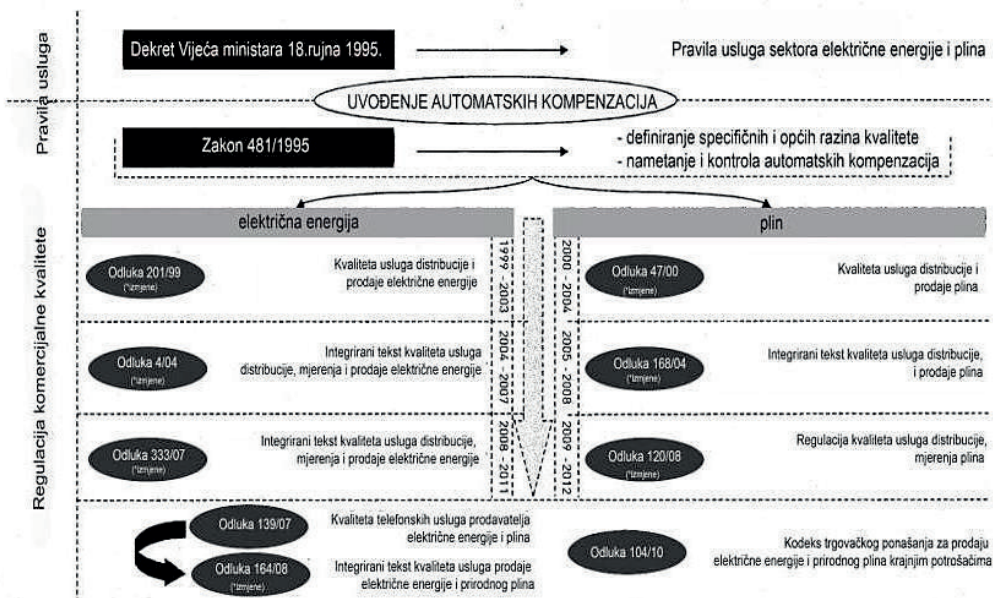 Pravila usluga
Dekret Vijeća ministara 18.rujna 1995.
Pravila usluga sektora električne energije i plina
UVOĐENJE AUTOMATSKIH KOMPENZACIJA
Zakon 481/1995
- definiranje specifičnih i općih razina kvalitete
- nametanje i kontrola automatskih kompenzacija
Regulacija komercijalne kvalitete
električna energija
plin
Odluka 201/99
(*Izmjene)
Kvaliteta usluga distribucije i
prodaje električne energije
1999 - 2003
2000 - 2004
Odluka 47/00
(*Izmjene)
Kvaliteta usluga distribucije i
prodaje plina
Odluka 4/04
(*Izmjene)
Integrirani tekst kvaliteta usluga
distribucije, mjerenja i prodaje električne energije
2004 - 2007
2005 - 2008
Odluka 168/04
(*Izmjene)
Integrirani tekst kvaliteta usluga distribucije,
i prodaje plina
Odluka 333/07
(*Izmjene)
Integrirani tekst kvaliteta usluga distribucije,
mjerenja i prodaje električne energije
2008 - 2011
2009 - 2012
Odluka 120/08
(*Izmjene)
Regulacija kvaliteta usluga distribucije,
mjerenja plina
Odluka 139/07
Kvaliteta telefonskih usluga prodavatelja
električne energije i plina
Odluka 164/08
(*Izmjene)
Integrirani tekst kvaliteta usluga prodaje
električne energije i prirodnog plina
Odluka 104/10
Kodeks trgovačkog ponašanja za prodaju
električne energije i prirodnog plina krajnjim potrošačima